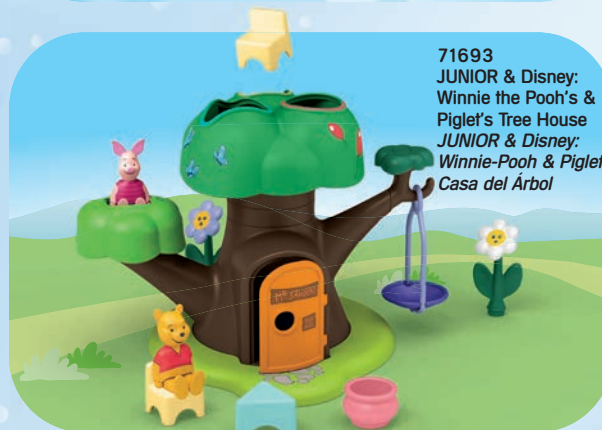 71693
JUNIOR & Disney:
Winnie the Pooh's &
Piglet's Tree House
JUNIOR & Disney:
Winnie-Pooh & Piglet
Casa del Árbol